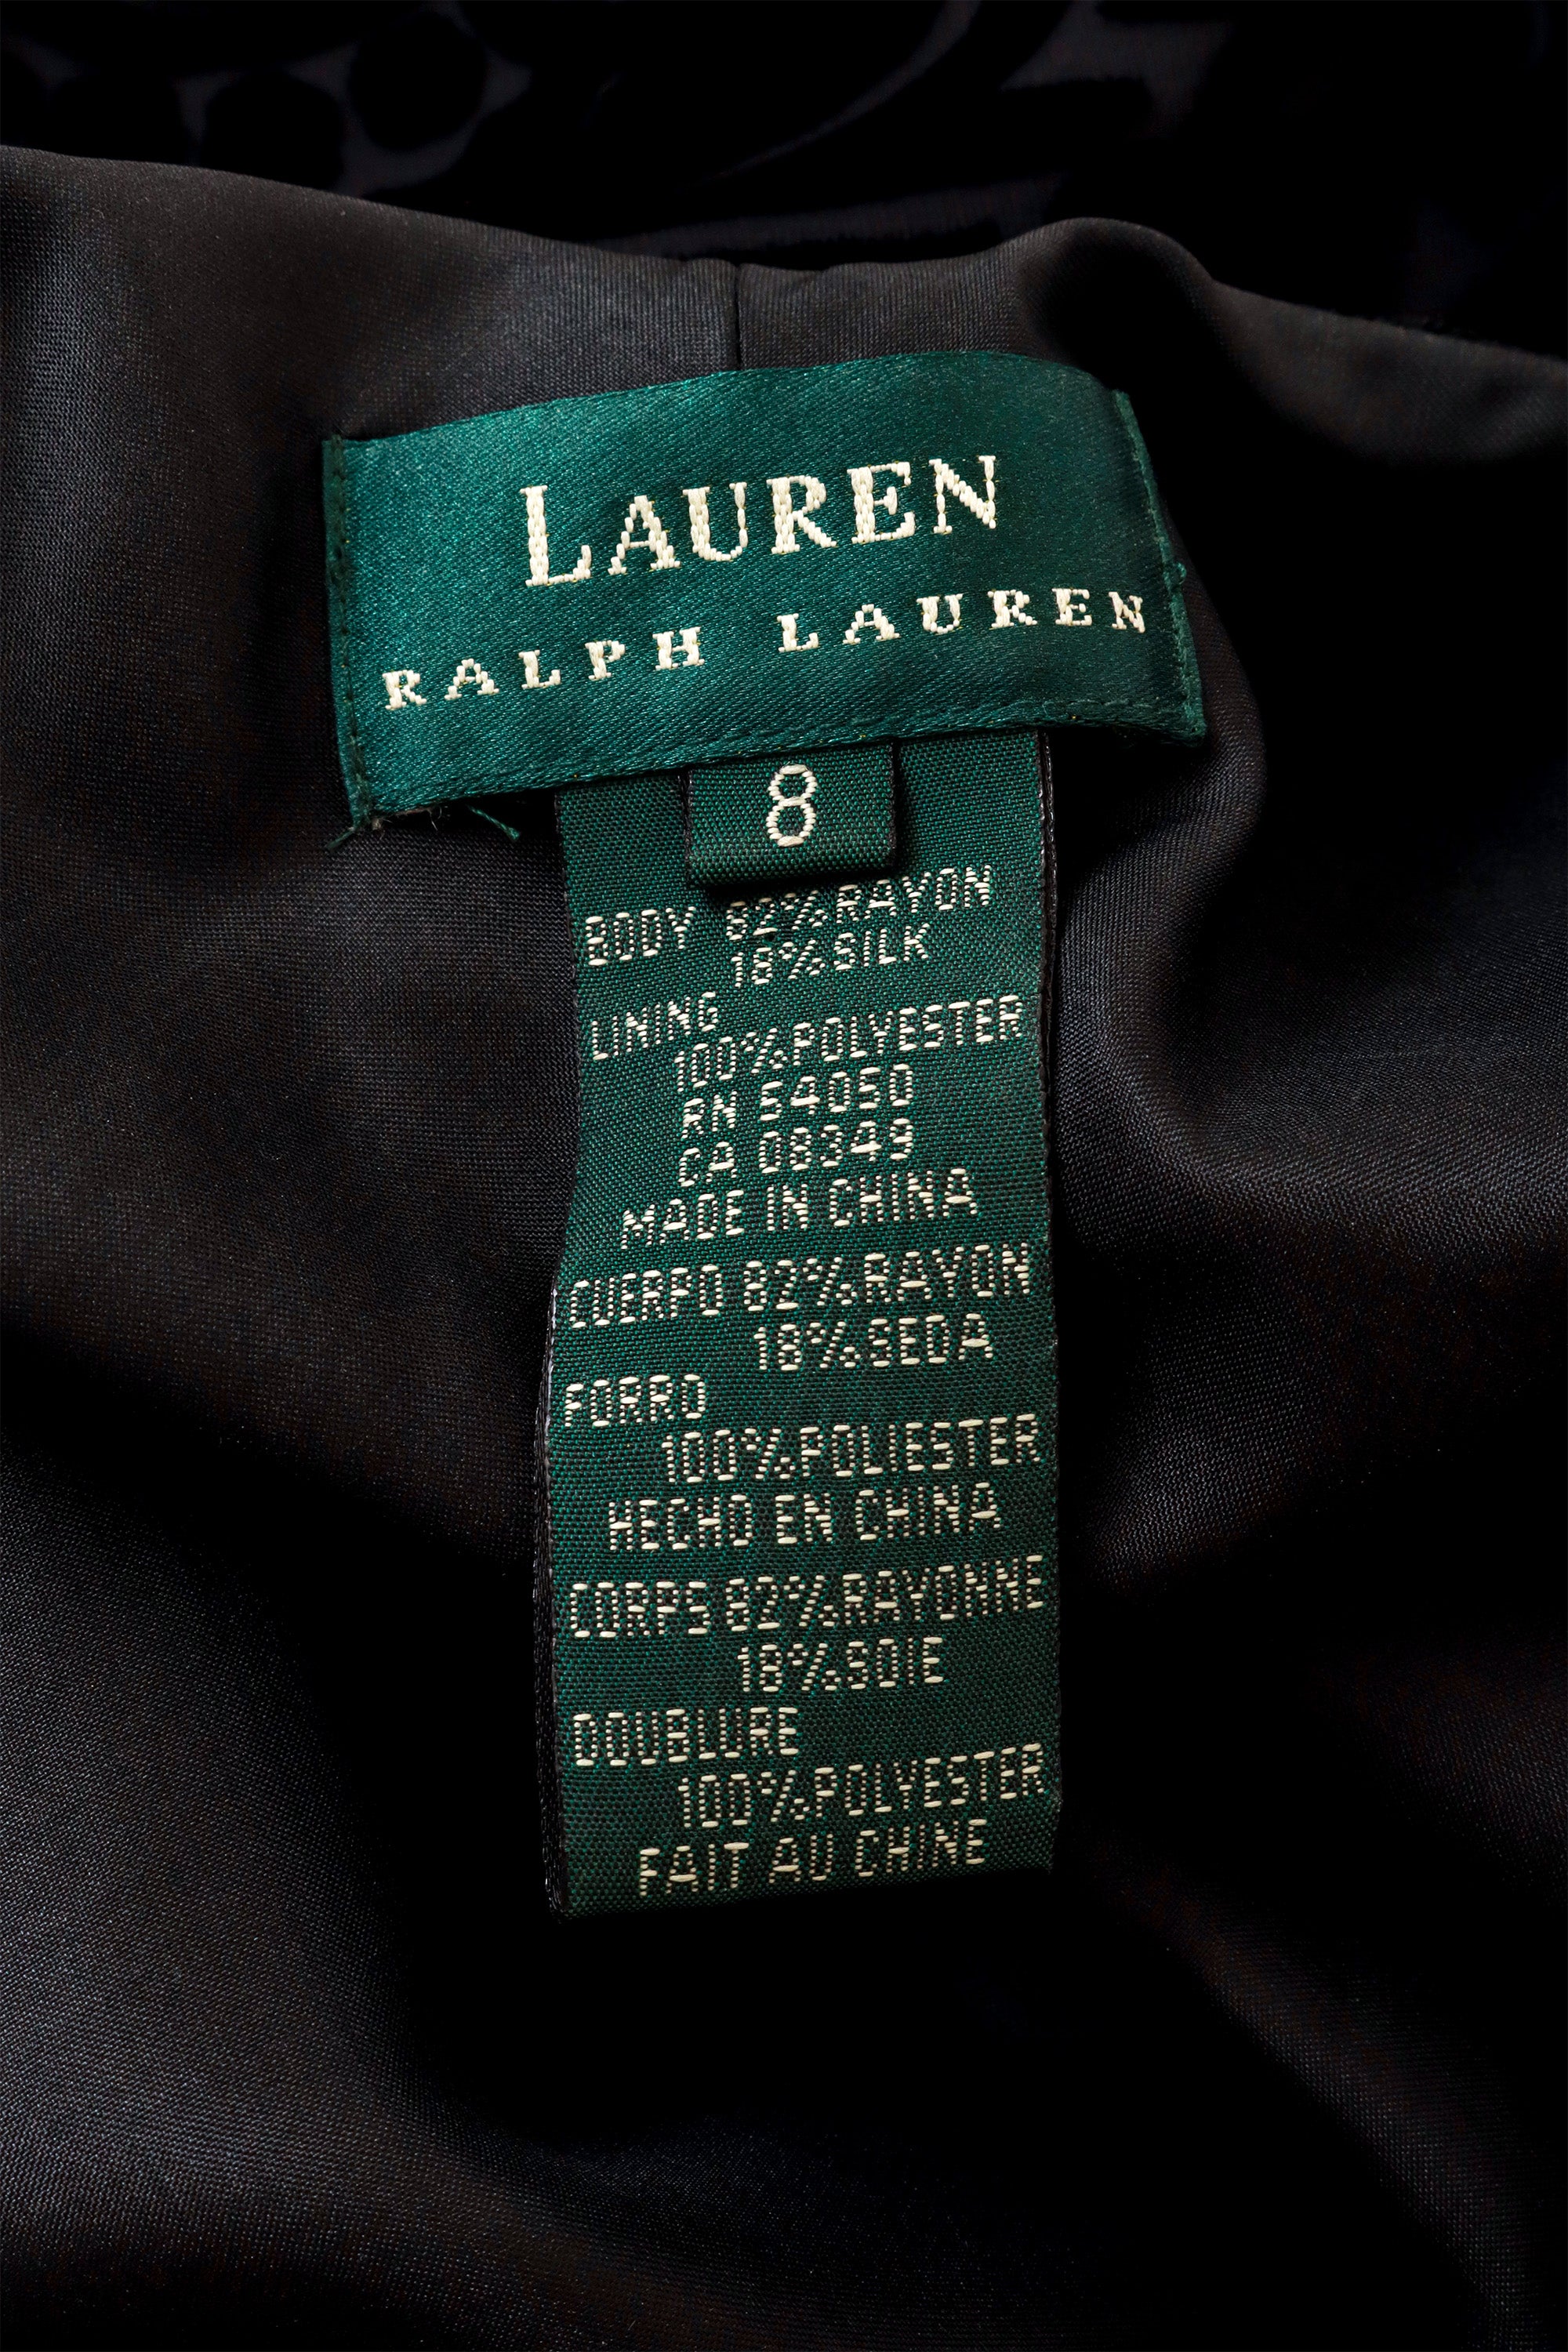 LAUREN
RALPH LAUREN
8
BODY 82% RAYON
18% SILK
LINING
100% POLYESTER
RN 54050
CA 08349
MADE IN CHINA
CUERPO 82% RAYON
18% SEDA
FORRO
100% POLIESTER
HECHO EN CHINA
CORPS 82% RAYONNE
18% SOIE
DOUBLURE
100% POLYESTER
FAIT AU CHINE